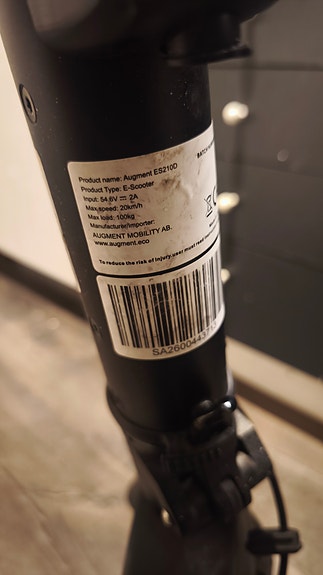 Product name: Augment ES210D
Product Type: E-Scooter
Input: 54.6V ⎓ 2A
Max speed: 20km/h
Max load: 100kg
Manufacturer/Importer:
AUGMENT MOBILITY AB.
www.augment.eco
To reduce the risk of injury,user must read